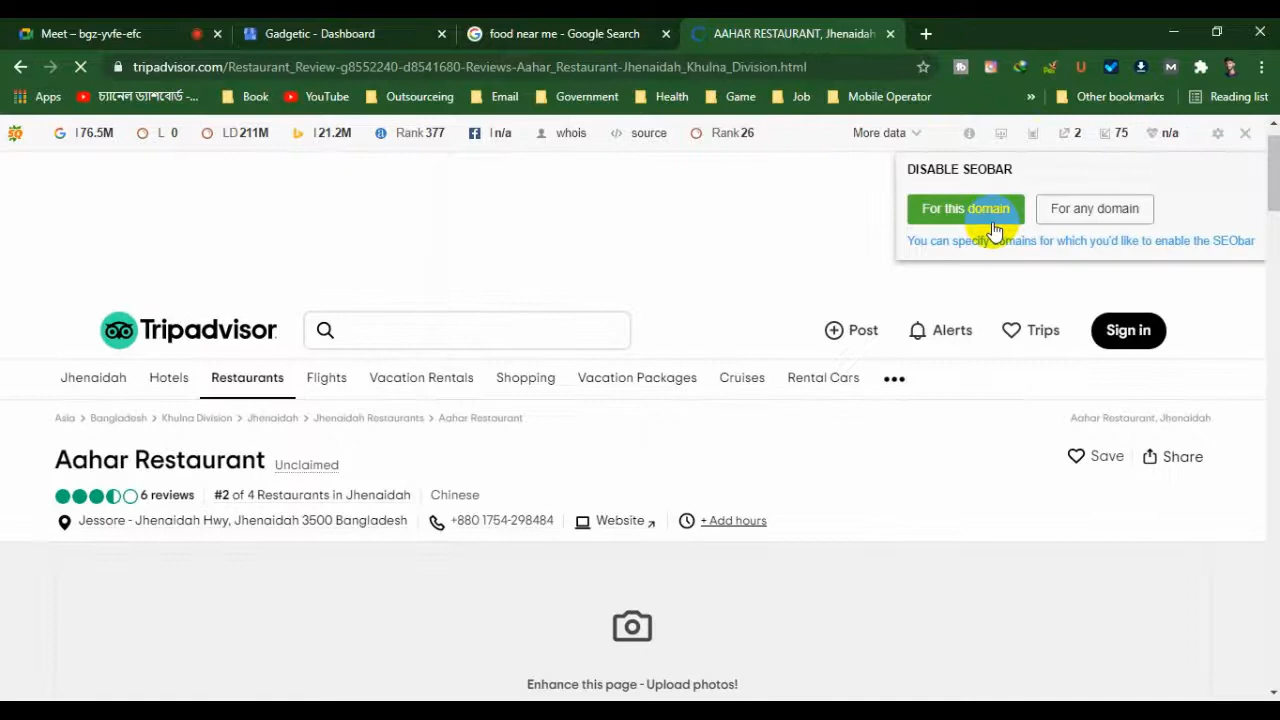 Meet – bgz-yvfe-efc
Gadgetic - Dashboard
food near me - Google Search
AAHAR RESTAURANT, Jhenaidah
tripadvisor.com/Restaurant_Review-g8552240-d8541680-Reviews-Aahar_Restaurant-Jhenaidah_Khulna_Division.html
Apps
চ্যানেল ড্যাশবোর্ড -...
Book
YouTube
Outsourceing
Email
Government
Health
Game
Job
Mobile Operator
»
Other bookmarks
Reading list
I 76.5M
L 0
LD 211M
I 21.2M
Rank 377
I n/a
whois
source
Rank 26
More data
2
75
n/a
DISABLE SEOBAR
For this domain
For any domain
You can specify domains for which you'd like to enable the SEObar
Tripadvisor
Post
Alerts
Trips
Sign in
Jhenaidah
Hotels
Restaurants
Flights
Vacation Rentals
Shopping
Vacation Packages
Cruises
Rental Cars
•••
Asia > Bangladesh > Khulna Division > Jhenaidah > Jhenaidah Restaurants > Aahar Restaurant
Aahar Restaurant, Jhenaidah
Aahar Restaurant Unclaimed
Save
Share
6 reviews
#2 of 4 Restaurants in Jhenaidah
Chinese
Jessore - Jhenaidah Hwy, Jhenaidah 3500 Bangladesh
+880 1754-298484
Website
+ Add hours
Enhance this page - Upload photos!